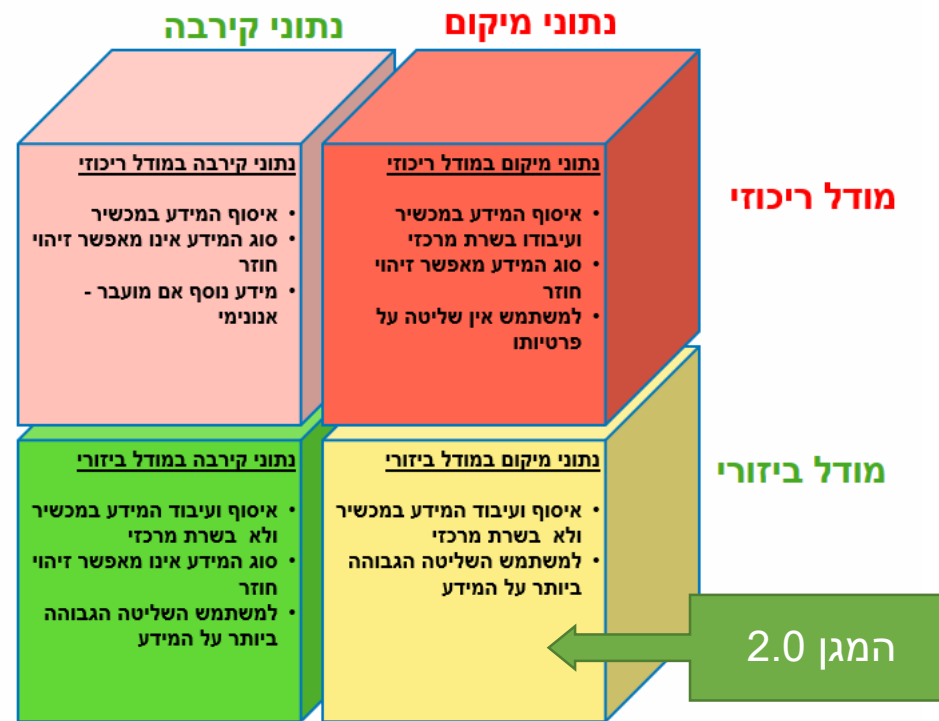 נתוני מיקום
נתוני קירבה
מודל ריכוזי
נתוני מיקום במודל ריכוזי
• איסוף המידע במכשיר
ועיבודו בשרת מרכזי
• סוג המידע מאפשר זיהוי
חוזר
• למשתמש אין שליטה על
פרטיותו
נתוני קירבה במודל ריכוזי
• איסוף המידע במכשיר
• סוג המידע אינו מאפשר זיהוי
חוזר
• מידע נוסף אם מועבר -
אנונימי
מודל ביזורי
נתוני מיקום במודל ביזורי
• איסוף ועיבוד המידע במכשיר
ולא בשרת מרכזי
• למשתמש השליטה הגבוהה
ביותר על המידע
נתוני קירבה במודל ביזורי
• איסוף ועיבוד המידע במכשיר
ולא בשרת מרכזי
• סוג המידע אינו מאפשר זיהוי
חוזר
• למשתמש השליטה הגבוהה
ביותר על המידע
המגן 2.0